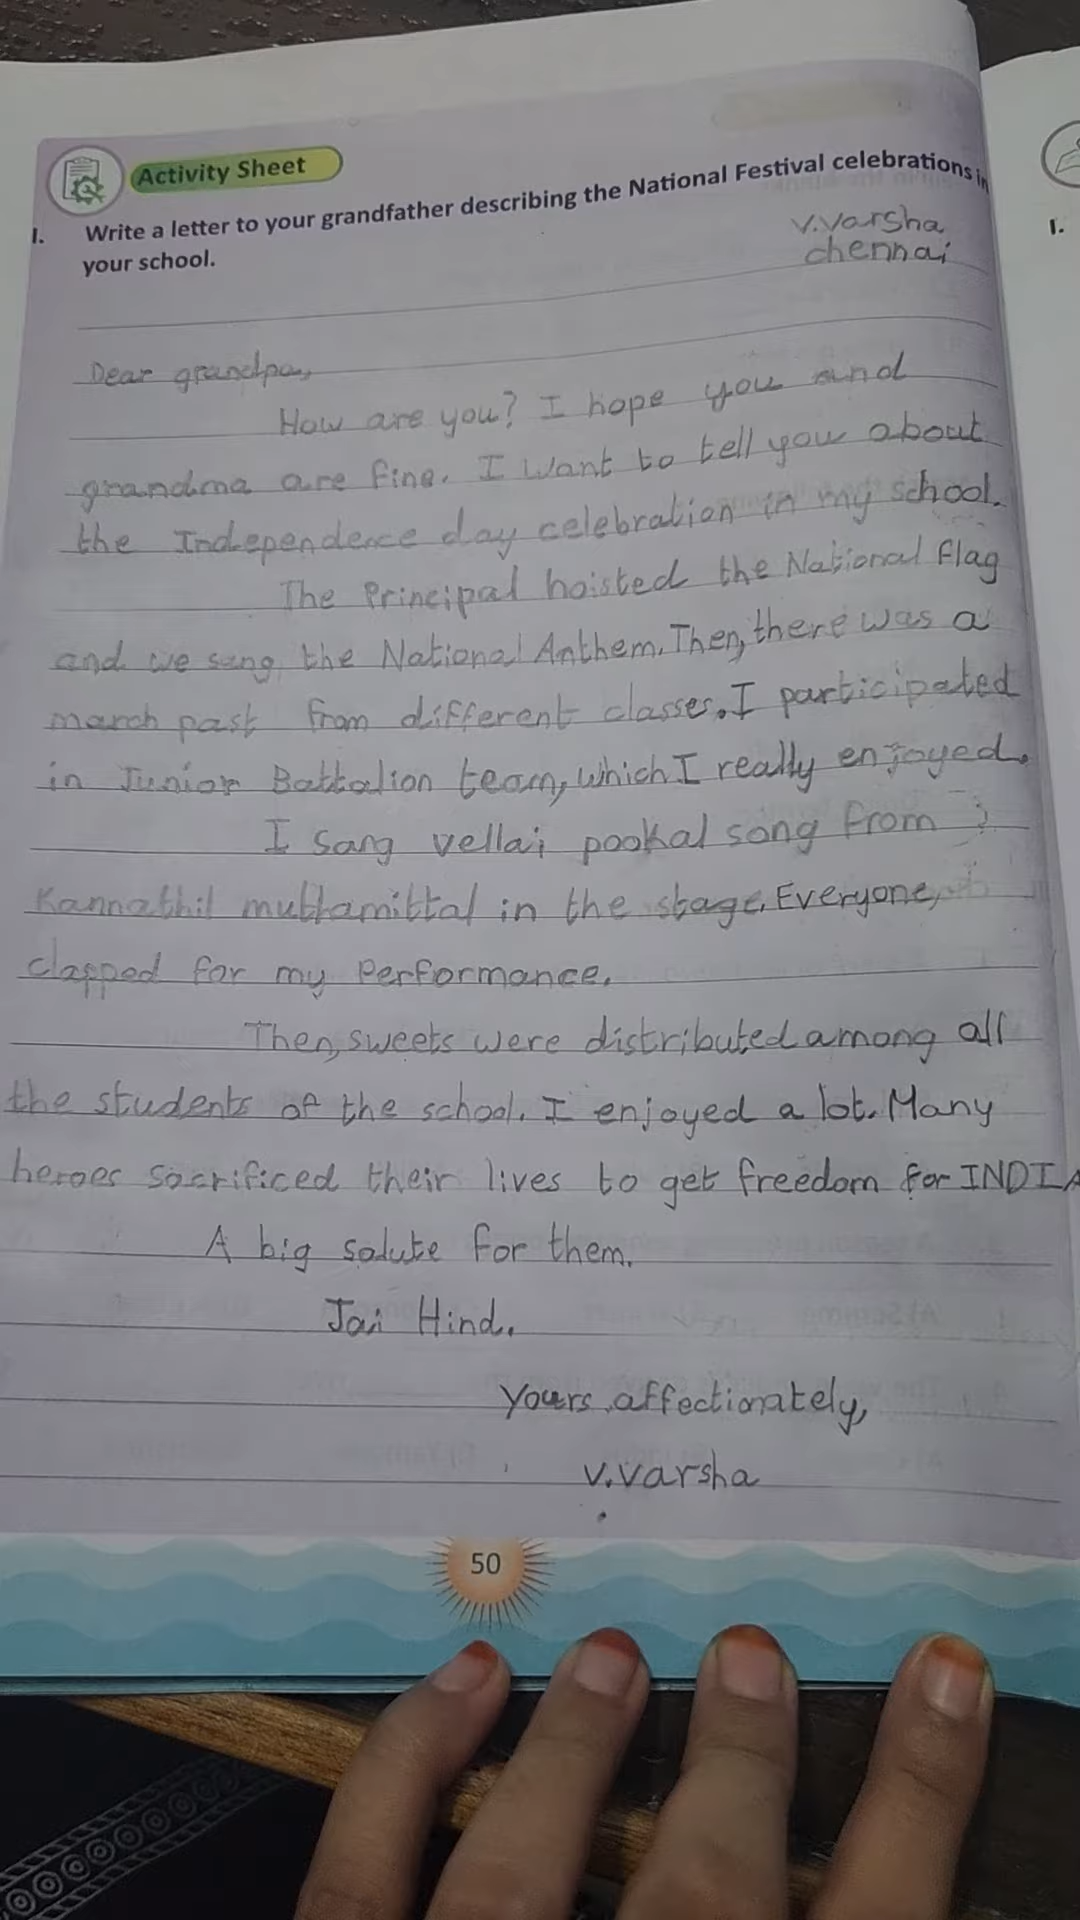 Activity Sheet
I. Write a letter to your grandfather describing the National Festival celebrations in
your school.
V.Varsha
chennai
Dear grandpa,
How are you? I hope you and
grandma are fine. I want to tell you about
the Independence day celebration in my school.
The Principal hoisted the National Flag
and we sang the National Anthem. Then, there was a
march past from different classes. I participated
in Junior Battalion team, which I really enjoyed.
I sang vellai pookal song from
Kannathil muttamittal in the stage. Everyone,
clapped for my Performance.
Then, sweets were distributed among all
the students of the school. I enjoyed a lot. Many
heroes sacrificed their lives to get freedom for INDIA
A big salute for them.
Jai Hind.
Yours affectionately,
V.Varsha
50
I.